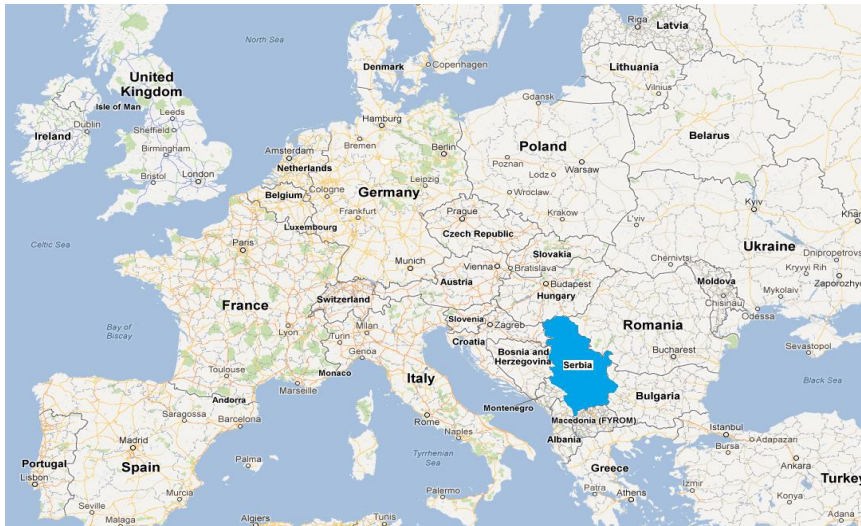 Riga
Latvia
North Sea
Denmark
Copenhagen
Lithuania
Vilnius
United
Kingdom
Isle of Man
Leeds
Dublin
Ireland
Sheffield
Birmingham
Bristol
London
Gdansk
Hamburg
Bremen
Amsterdam
Netherlands
Berlin
Poland
Belarus
Poznan
Warsaw
Lodz
Belgium
Cologne
Leipzig
Germany
Wroclaw
Frankfurt
Luxembourg
Prague
Krakow
Czech Republic
L'viv
Kyiv
Khar
Celtic Sea
Paris
Ukraine
Munich
Vienna
Slovakia
Bratislava
Chernivtsi
Dnipropetrovs
Kryvyi Rih
Zaporozhye
Austria
Budapest
Hungary
Moldova
Chisinau
Mykolaiv
Odessa
France
Switzerland
Bay of
Biscay
Lyon
Milan
Turin
Genoa
Slovenia
Zagreb
Croatia
Romania
Bucharest
Sevastopol
Bosnia and
Herzegovina
Serbia
Toulouse
Marseille
Monaco
Italy
Black Sea
Andorra
Bulgaria
Montenegro
Macedonia (FYROM)
Saragossa
Barcelona
Rome
Naples
Albania
Istanbul
Adapazari
Bursa
Ankara
Madrid
Palma
Tyrrhenian
Sea
Portugal
Lisbon
Spain
Greece
Turkey
Izmir
Patra
Athens
Konya
Adana
Seville
Murcia
Malaga
Palermo
Algiers
Tunis